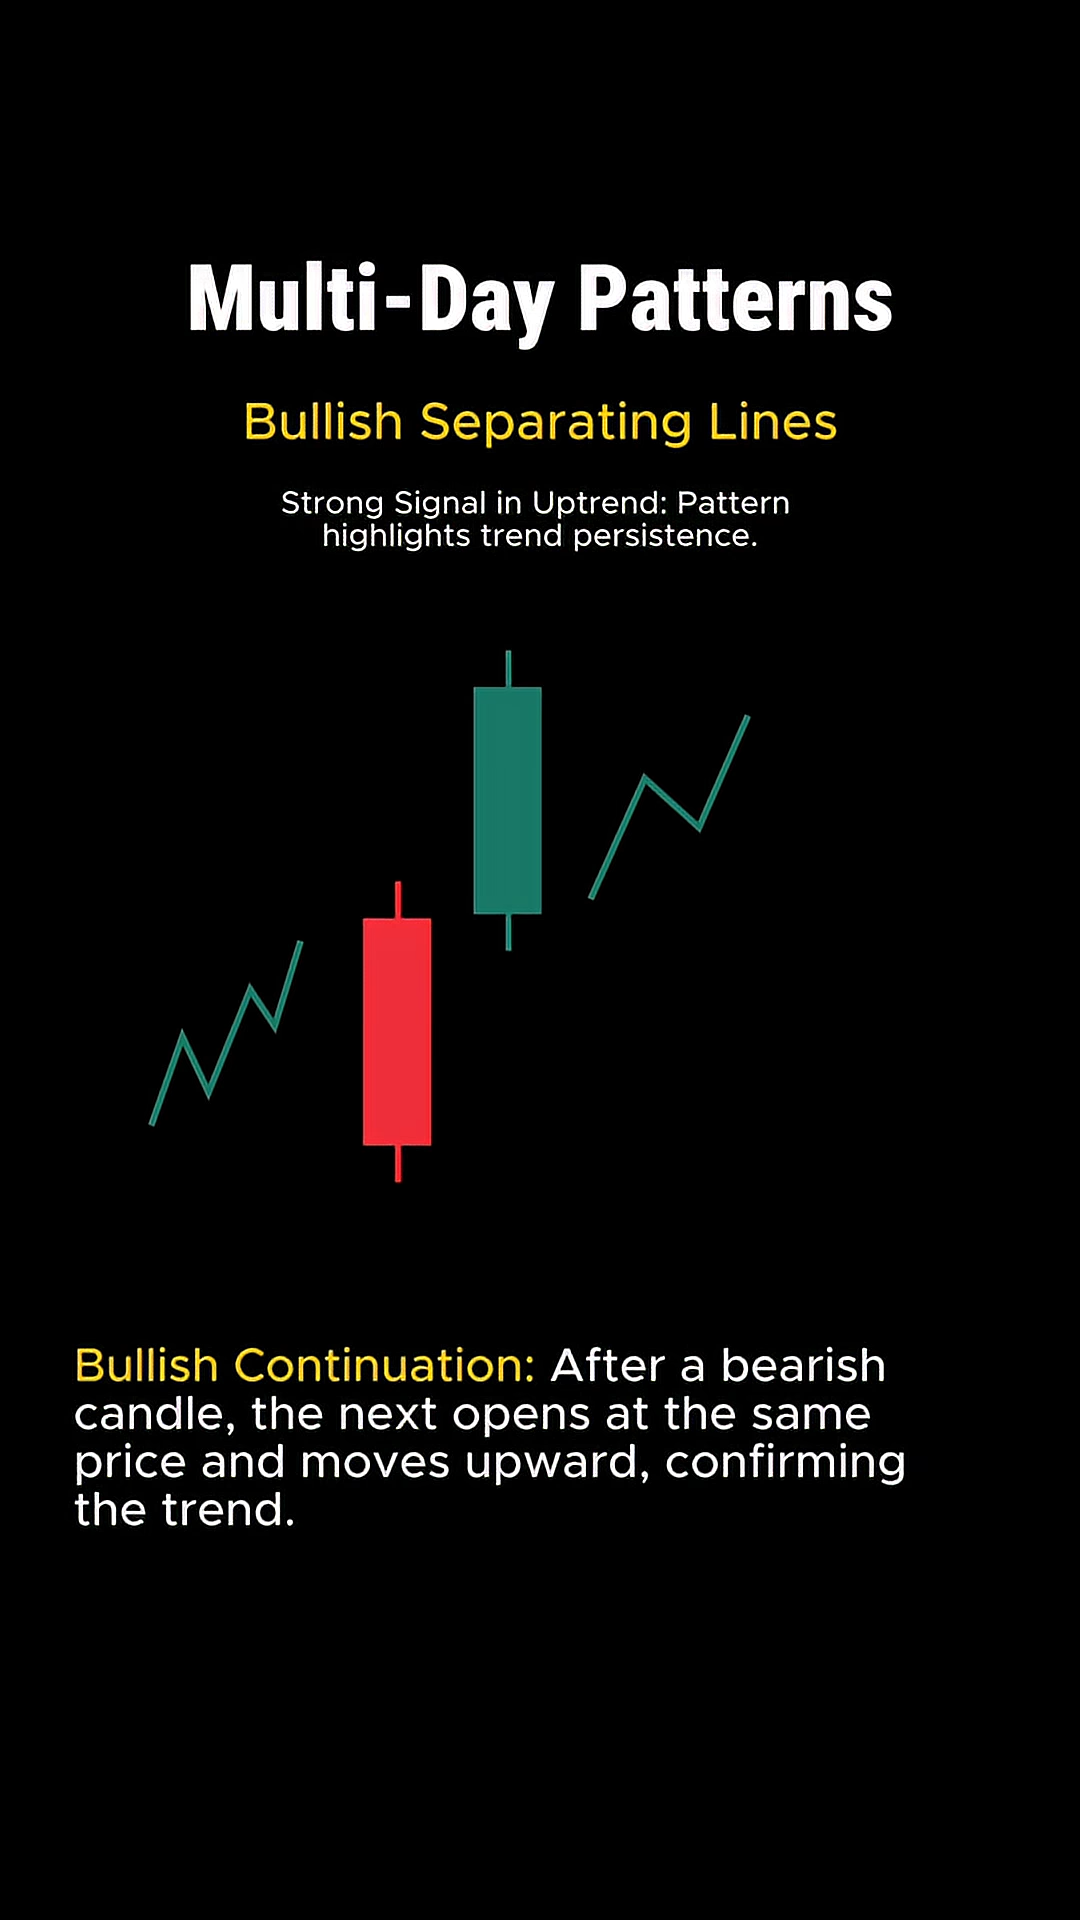 Multi-Day Patterns
Bullish Separating Lines
Strong Signal in Uptrend: Pattern
highlights trend persistence.
Bullish Continuation: After a bearish
candle, the next opens at the same
price and moves upward, confirming
the trend.